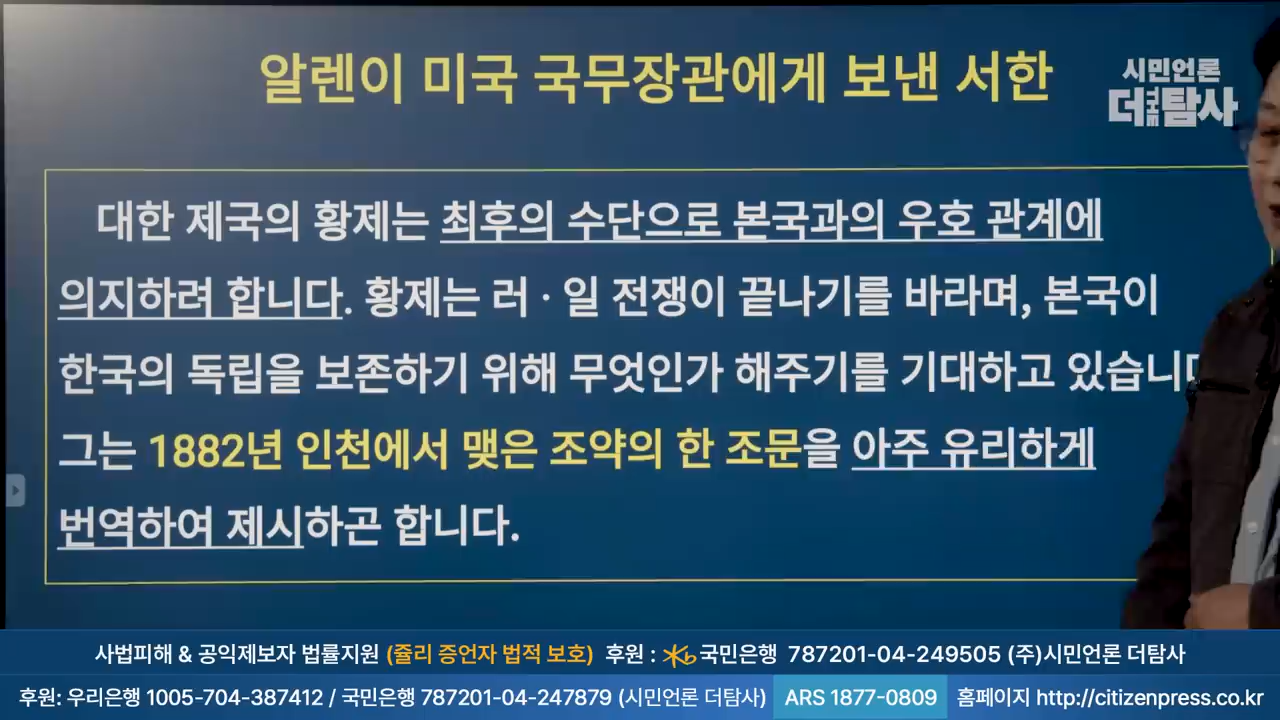 알렌이 미국 국무장관에게 보낸 서한
시민언론
더탐사
대한 제국의 황제는 최후의 수단으로 본국과의 우호 관계에
의지하려 합니다. 황제는 러·일 전쟁이 끝나기를 바라며, 본국이
한국의 독립을 보존하기 위해 무엇인가 해주기를 기대하고 있습니다
그는 1882년 인천에서 맺은 조약의 한 조문을 아주 유리하게
번역하여 제시하곤 합니다.
사법피해 & 공익제보자 법률지원 (쥴리 증언자 법적 보호) 후원 : 국민은행 787201-04-249505 (주)시민언론 더탐사
후원: 우리은행 1005-704-387412 / 국민은행 787201-04-247879 (시민언론 더탐사) ARS 1877-0809 홈페이지 http://citizenpress.co.kr